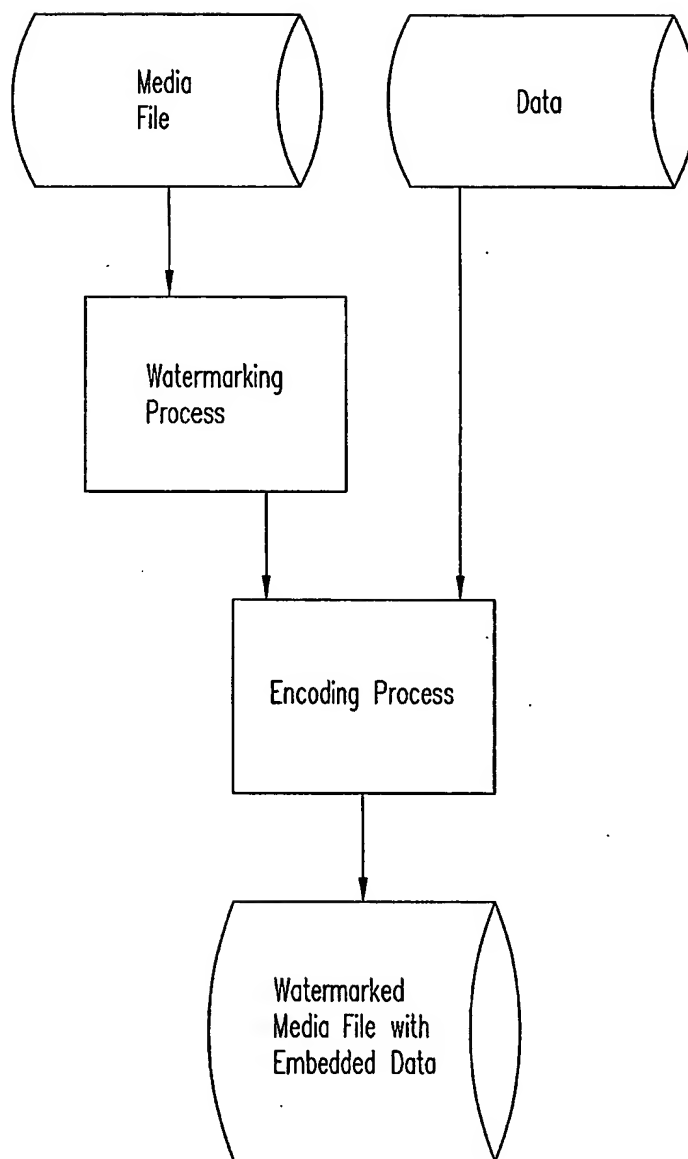 Media
File
Data
Watermarking
Process
Encoding Process
Watermarked
Media File with
Embedded Data